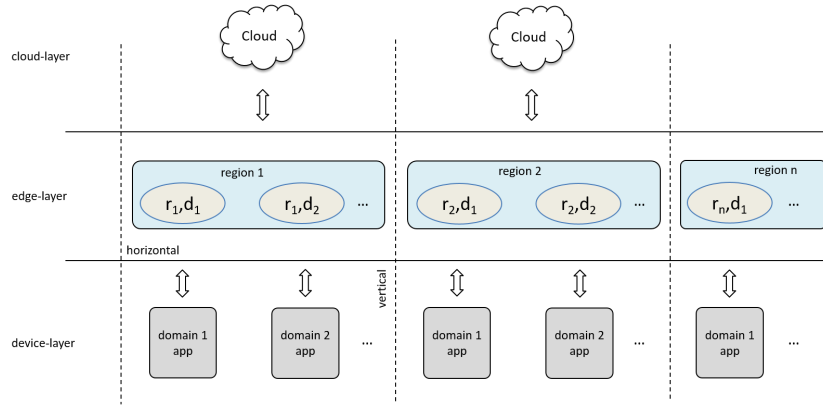 Cloud
Cloud
cloud-layer
region 1
region 2
region n
edge-layer
r₁,d₁
r₁,d₂
...
r₂,d₁
r₂,d₂
...
rₙ,d₁
...
horizontal
vertical
device-layer
domain 1
app
domain 2
app
...
domain 1
app
domain 2
app
...
domain 1
app
...